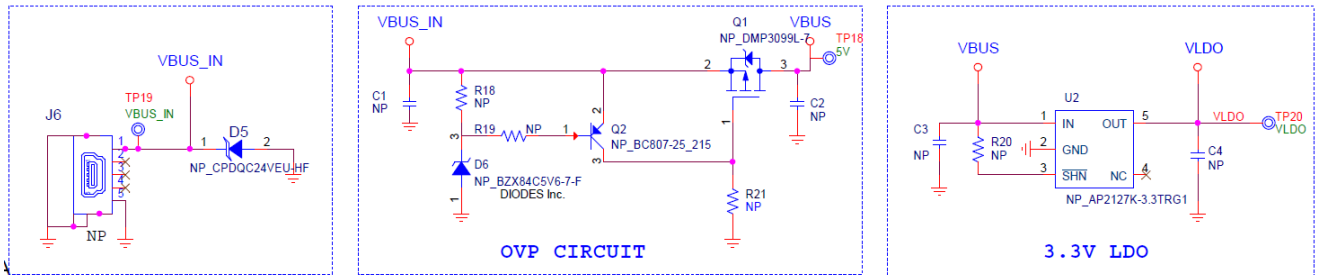 VBUS_IN
TP19
VBUS_IN
J6
1
2
3
4
5
1
D5
2
NP_CPDQC24VEU-HF
NP
VBUS_IN
Q1
NP_DMP3099L-7
VBUS
TP18
5V
2
3
1
C1
NP
R18
NP
R19
NP
1
2
3
Q2
NP_BC807-25_215
C2
NP
3
D6
NP_BZX84C5V6-7-F
DIODES Inc.
1
R21
NP
OVP CIRCUIT
VBUS
VLDO
U2
C3
NP
R20
NP
1
IN
OUT
5
VLDO
TP20
VLDO
2
GND
3
SHN
NC
4
C4
NP
NP_AP2127K-3.3TRG1
3.3V LDO